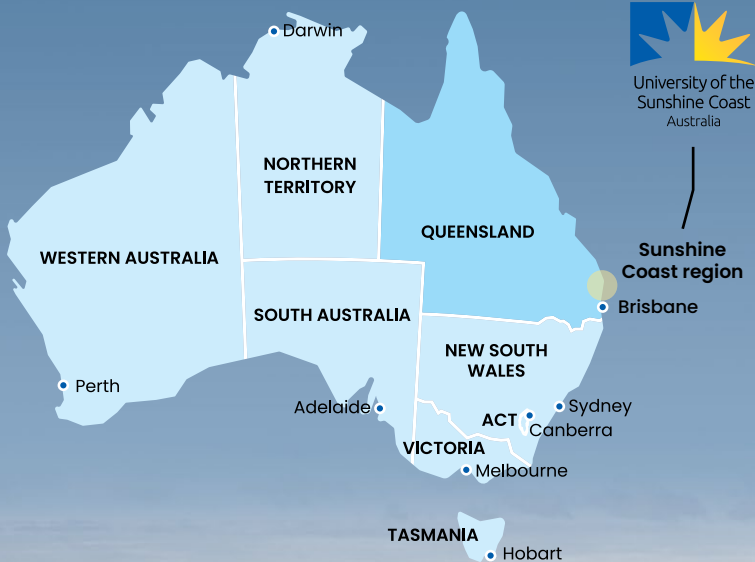 Darwin
University of the
Sunshine Coast
Australia
NORTHERN
TERRITORY
QUEENSLAND
WESTERN AUSTRALIA
Sunshine
Coast region
SOUTH AUSTRALIA
Brisbane
NEW SOUTH
WALES
Perth
Adelaide
Sydney
ACT
Canberra
VICTORIA
Melbourne
TASMANIA
Hobart